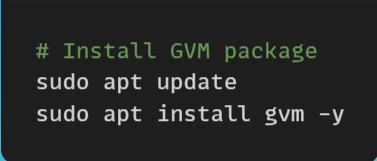 # Install GVM package
sudo apt update
sudo apt install gvm -y